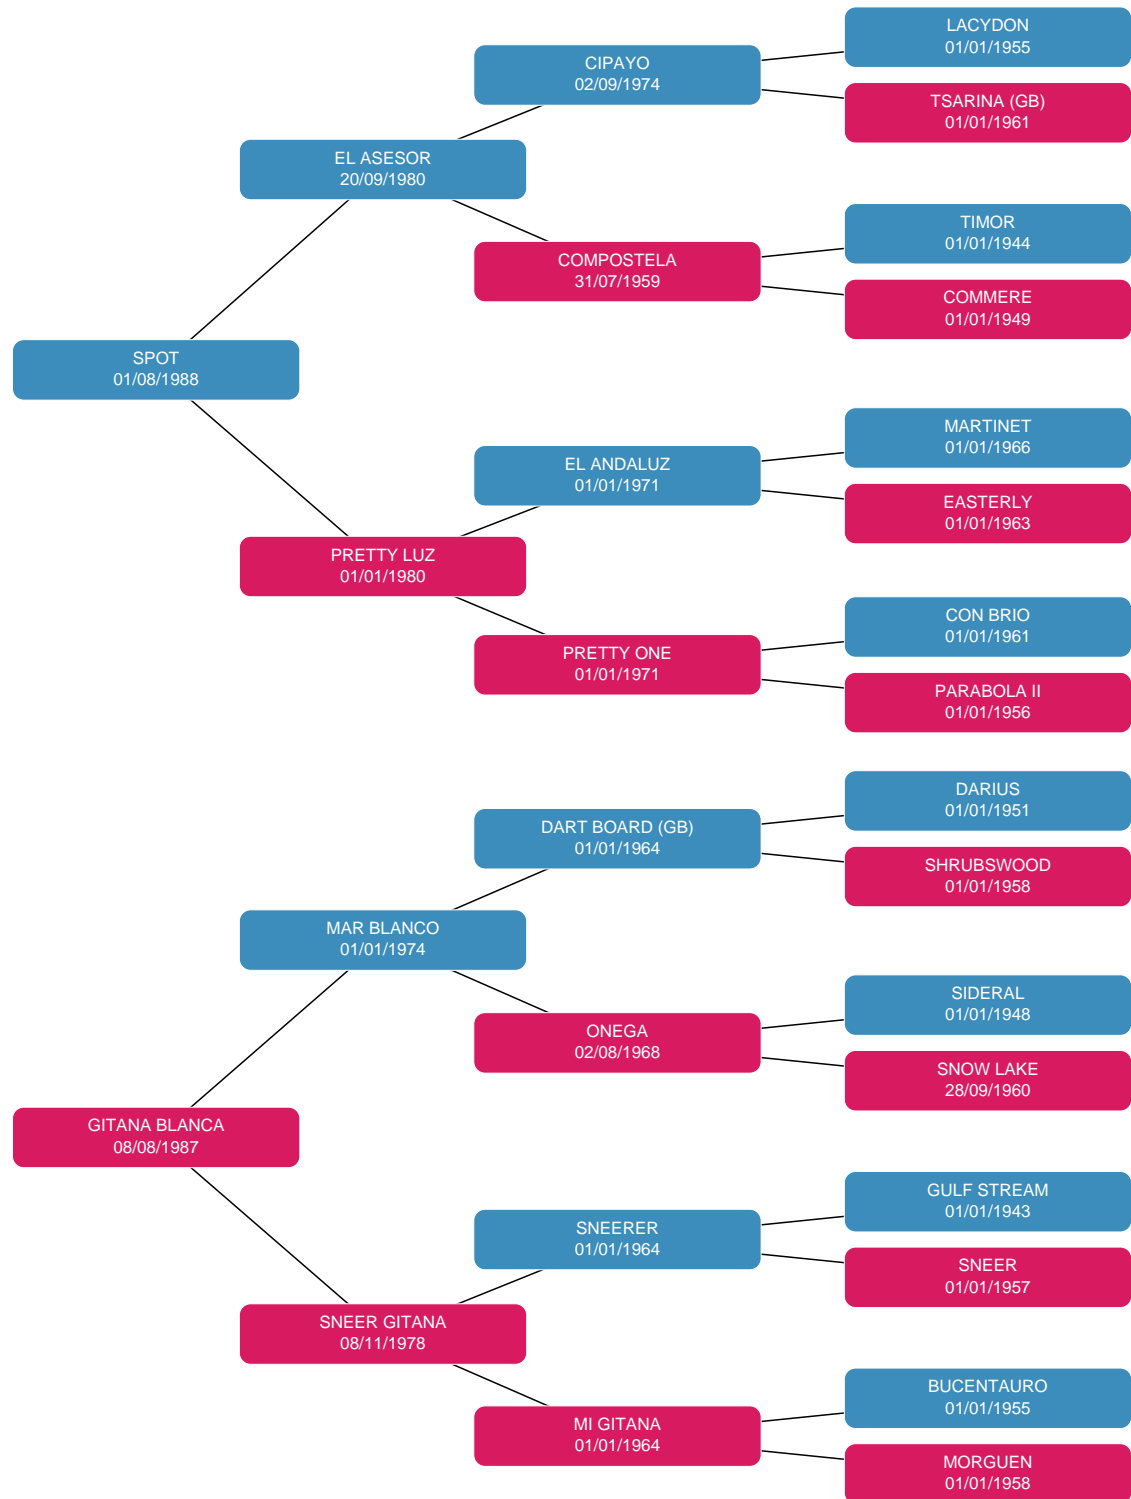 LACYDON
01/01/1955
CIPAYO
02/09/1974
TSARINA (GB)
01/01/1961
EL ASESOR
20/09/1980
TIMOR
01/01/1944
COMPOSTELA
31/07/1959
COMMERE
01/01/1949
SPOT
01/08/1988
MARTINET
01/01/1966
EL ANDALUZ
01/01/1971
EASTERLY
01/01/1963
PRETTY LUZ
01/01/1980
CON BRIO
01/01/1961
PRETTY ONE
01/01/1971
PARABOLA II
01/01/1956
DARIUS
01/01/1951
DART BOARD (GB)
01/01/1964
SHRUBSWOOD
01/01/1958
MAR BLANCO
01/01/1974
SIDERAL
01/01/1948
ONEGA
02/08/1968
SNOW LAKE
28/09/1960
GITANA BLANCA
08/08/1987
GULF STREAM
01/01/1943
SNEERER
01/01/1964
SNEER
01/01/1957
SNEER GITANA
08/11/1978
BUCENTAURO
01/01/1955
MI GITANA
01/01/1964
MORGUEN
01/01/1958